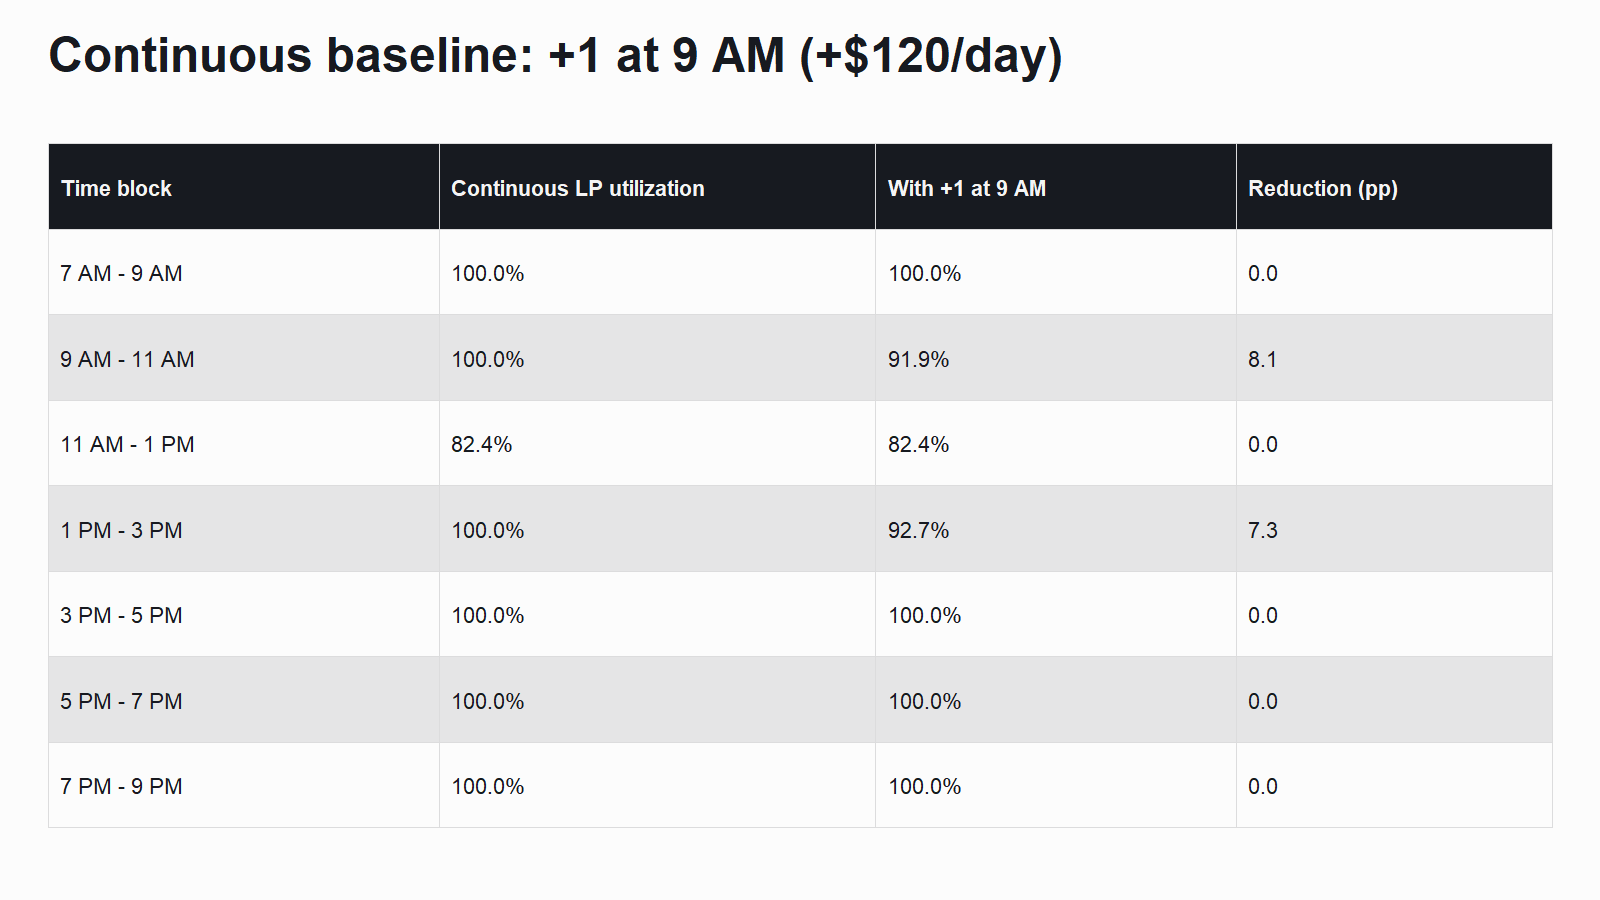 Continuous baseline: +1 at 9 AM (+$120/day)
Time block Continuous LP utilization With +1 at 9 AM Reduction (pp)
7 AM - 9 AM 100.0% 100.0% 0.0
9 AM - 11 AM 100.0% 91.9% 8.1
11 AM - 1 PM 82.4% 82.4% 0.0
1 PM - 3 PM 100.0% 92.7% 7.3
3 PM - 5 PM 100.0% 100.0% 0.0
5 PM - 7 PM 100.0% 100.0% 0.0
7 PM - 9 PM 100.0% 100.0% 0.0